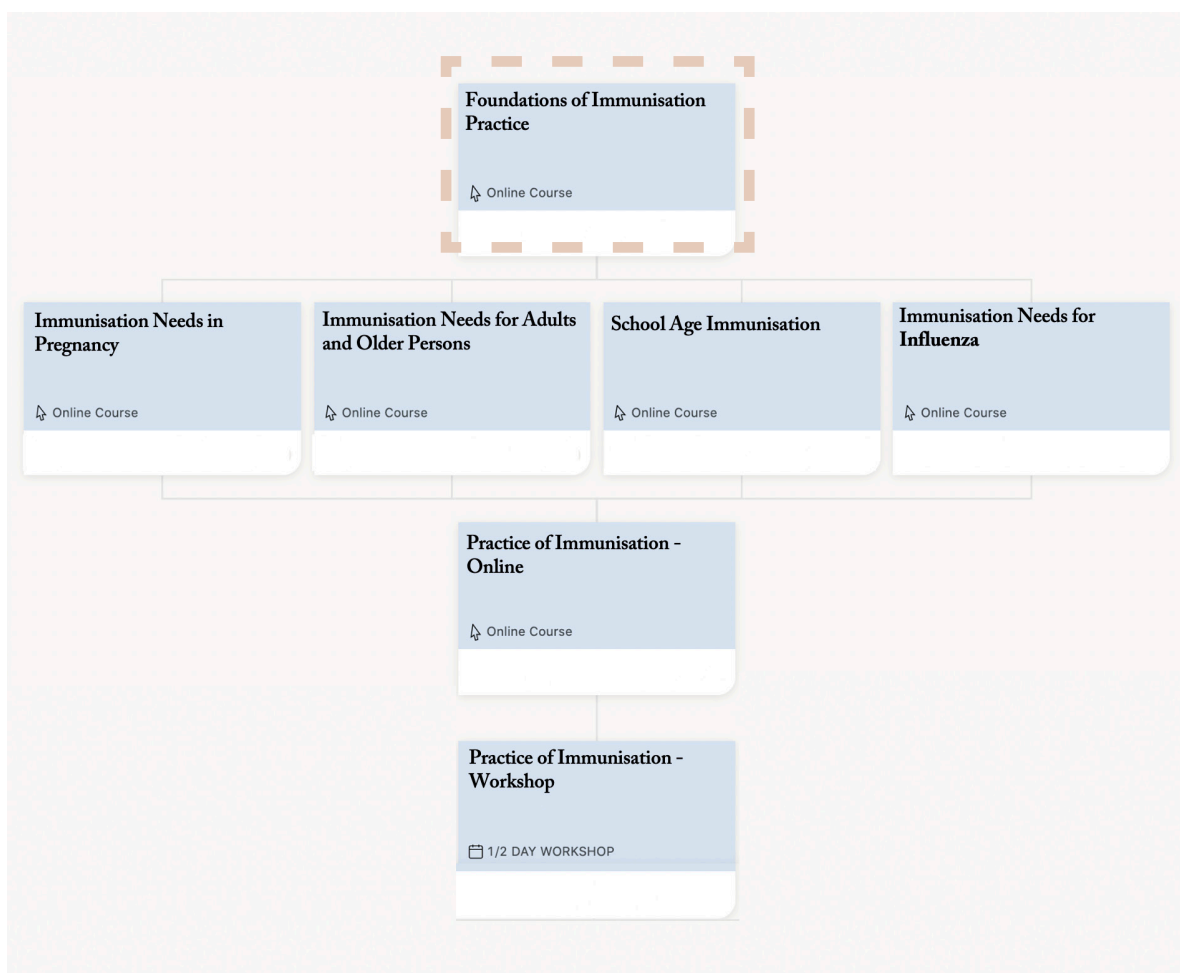 Foundations of Immunisation
Practice
Online Course
Immunisation Needs in
Pregnancy
Online Course
Immunisation Needs for Adults
and Older Persons
Online Course
School Age Immunisation
Online Course
Immunisation Needs for
Influenza
Online Course
Practice of Immunisation -
Online
Online Course
Practice of Immunisation -
Workshop
1/2 DAY WORKSHOP